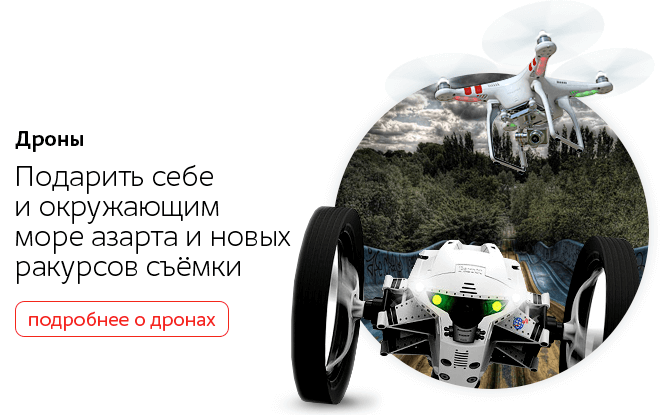 Дроны
Подарить себе
и окружающим
море азарта и новых
ракурсов съёмки
подробнее о дронах